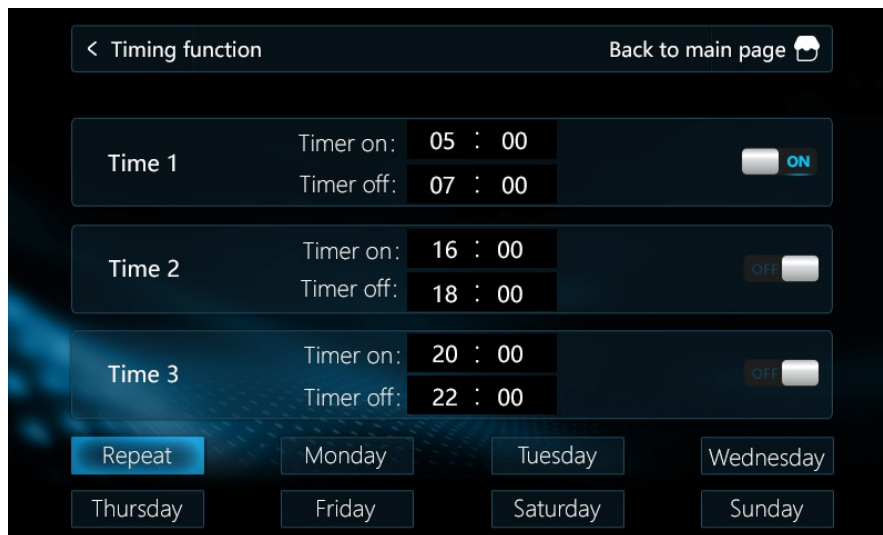 < Timing function Back to main page
Timer on: 05 : 00
Time 1 ON
Timer off: 07 : 00
Timer on: 16 : 00
Time 2 OFF
Timer off: 18 : 00
Timer on: 20 : 00
Time 3 OFF
Timer off: 22 : 00
Repeat Monday Tuesday Wednesday
Thursday Friday Saturday Sunday